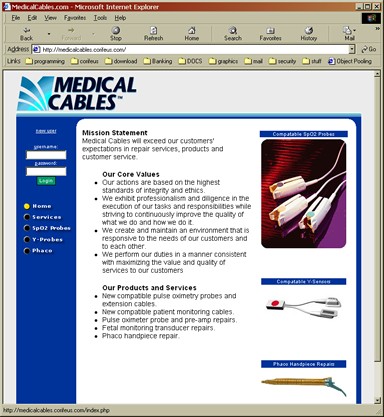 MedicalCables.com - Microsoft Internet Explorer
File Edit View Favorites Tools Help
Back Forward Stop Refresh Home Search Favorites History Mail
Address http://medicalcables.confeus.com/ Go
Links programming confeus download Banking DOCS graphics mail security stuff Object Pooling
MEDICAL
CABLES™
new user
username:
password:
Login
Home
Services
SpO2 Probes
Y-Probes
Phaco
Mission Statement
Medical Cables will exceed our customers'
expectations in repair services, products and
customer service.
Our Core Values
Our actions are based on the highest
standards of integrity and ethics.
We exhibit professionalism and diligence in the
execution of our tasks and responsibilities while
striving to continuously improve the quality of
what we do and how we do it.
We create and maintain an environment that is
responsive to the needs of our customers and
to each other.
We perform our duties in a manner consistent
with maximizing the value and quality of
services to our customers
Our Products and Services
New compatible pulse oximetry probes and
extension cables.
New compatible patient monitoring cables.
Pulse oximeter probe and pre-amp repairs.
Fetal monitoring transducer repairs.
Phaco handpiece repair.
Compatable SpO2 Probes
Compatable Y-Sensors
Phaco Handpiece Repairs
http://medicalcables.confeus.com/index.php